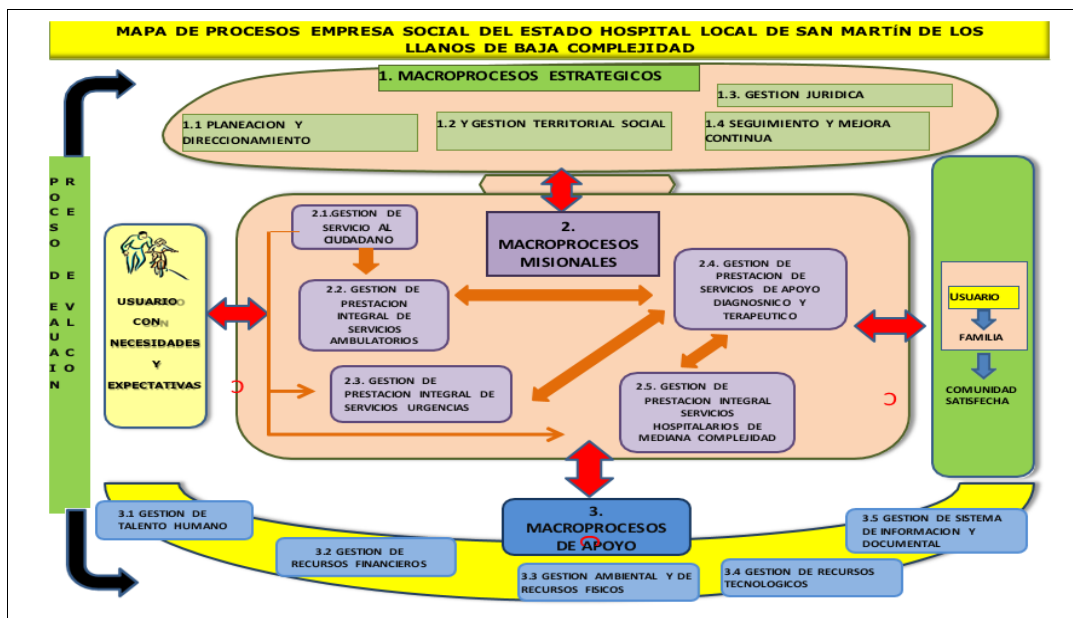 MAPA DE PROCESOS EMPRESA SOCIAL DEL ESTADO HOSPITAL LOCAL DE SAN MARTÍN DE LOS
LLANOS DE BAJA COMPLEJIDAD
1. MACROPROCESOS ESTRATEGICOS
1.3. GESTION JURIDICA
1.1 PLANEACION Y
DIRECCIONAMIENTO
1.2 Y GESTION TERRITORIAL SOCIAL
1.4 SEGUIMIENTO Y MEJORA
CONTINUA
P R
O E
C E
S O
O
D E
E V
A L
U C
A O
I
N
USUARIO
CON
NECESIDADES
Y
EXPECTATIVAS
2.1.GESTION DE
SERVICIO AL
CIUDADANO
2.
MACROPROCESOS
MISIONALES
2.2. GESTION DE
PRESTACION
INTEGRAL DE
SERVICIOS
AMBULATORIOS
2.4. GESTION DE
PRESTACION DE
SERVICIOS DE APOYO
DIAGNOSNICO Y
TERAPEUTICO
2.3. GESTION DE
PRESTACION INTEGRAL DE
SERVICIOS URGENCIAS
2.5. GESTION DE
PRESTACION INTEGRAL
SERVICIOS
HOSPITALARIOS DE
MEDIANA COMPLEJIDAD
USUARIO
FAMILIA
COMUNIDAD
SATISFECHA
3.
MACROPROCESOS
DE APOYO
3.1 GESTION DE
TALENTO HUMANO
3.2 GESTION DE
RECURSOS FINANCIEROS
3.3 GESTION AMBIENTAL Y DE
RECURSOS FISICOS
3.4 GESTION DE RECURSOS
TECNOLOGICOS
3.5 GESTION DE SISTEMA
DE INFORMACION Y
DOCUMENTAL